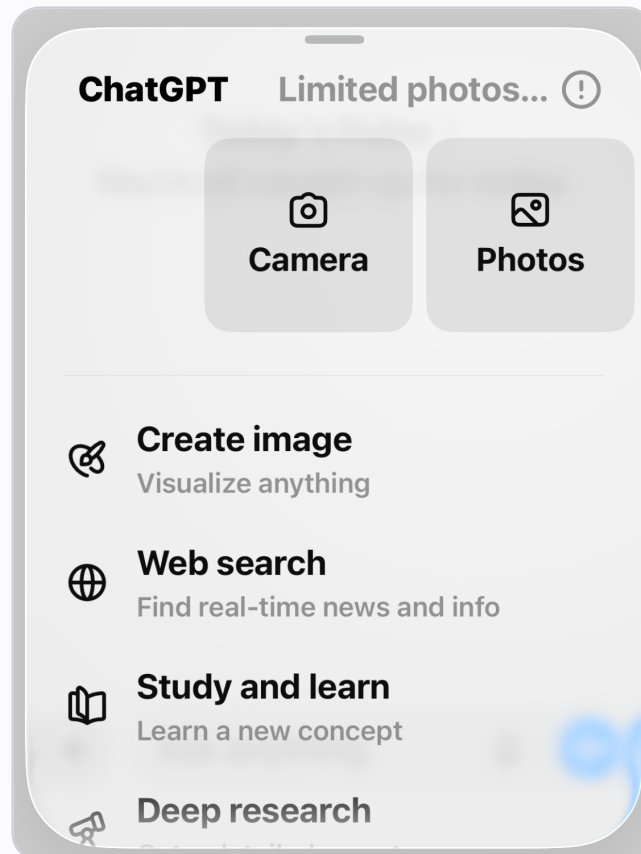 ChatGPT Limited photos...
Camera Photos
Create image
Visualize anything
Web search
Find real-time news and info
Study and learn
Learn a new concept
Deep research